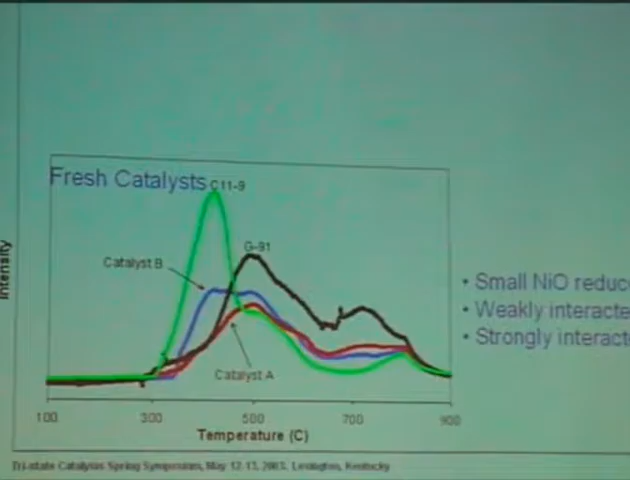 Fresh Catalysts
C11-9
G-91
Catalyst B
Catalyst A
Intensity
100 300 500 700 900
Temperature (C)
• Small NiO reduc
• Weakly interacte
• Strongly interact
Tri-state Catalysis Spring Symposium, May 12-13, 2003, Lexington, Kentucky